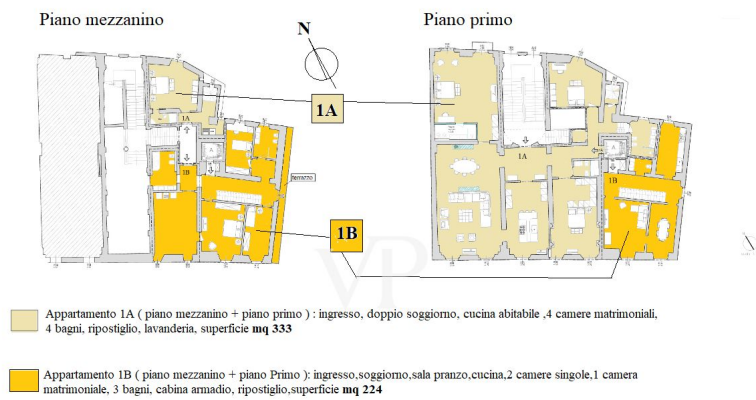 Piano mezzanino
Piano primo
N
1A
1A
1A
1B
terrazzo
1B
1B
A
A
VP
Appartamento 1A ( piano mezzanino + piano primo ) : ingresso, doppio soggiorno, cucina abitabile ,4 camere matrimoniali,
4 bagni, ripostiglio, lavanderia, superficie mq 333
Appartamento 1B ( piano mezzanino + piano Primo ): ingresso,soggiorno,sala pranzo,cucina,2 camere singole,1 camera
matrimoniale, 3 bagni, cabina armadio, ripostiglio,superficie mq 224